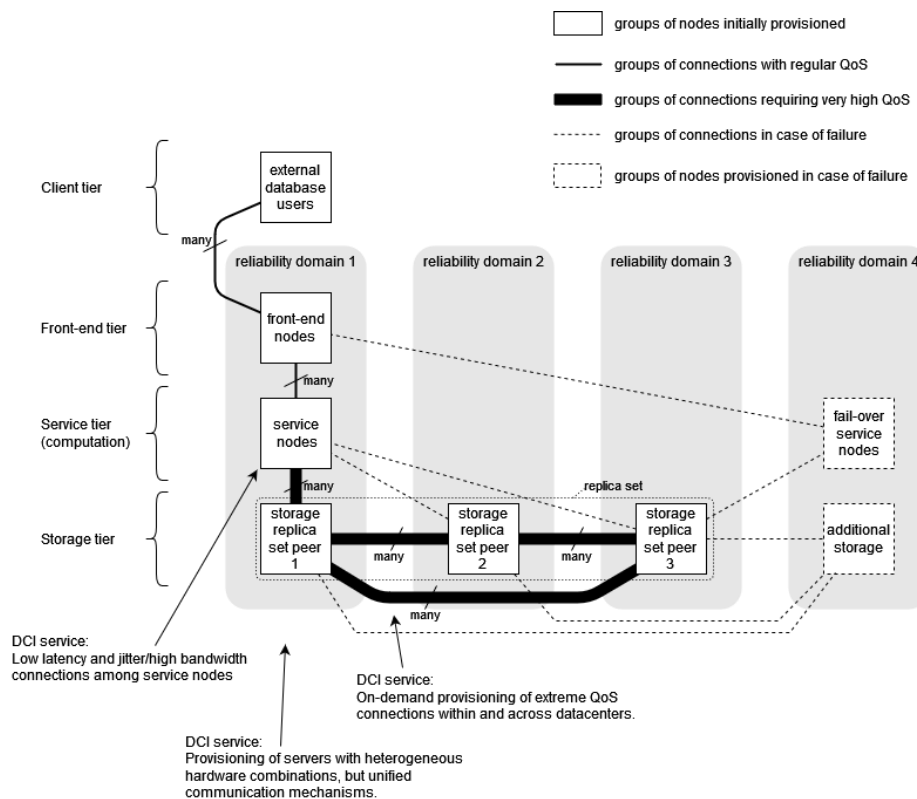 groups of nodes initially provisioned
groups of connections with regular QoS
groups of connections requiring very high QoS
groups of connections in case of failure
groups of nodes provisioned in case of failure
Client tier
external
database
users
many
reliability domain 1
reliability domain 2
reliability domain 3
reliability domain 4
Front-end tier
front-end
nodes
many
Service tier
(computation)
service
nodes
fail-over
service
nodes
many
replica set
Storage tier
storage
replica
set peer
1
many
storage
replica
set peer
2
many
storage
replica
set peer
3
additional
storage
many
DCI service:
Low latency and jitter/high bandwidth
connections among service nodes
DCI service:
On-demand provisioning of extreme QoS
connections within and across datacenters.
DCI service:
Provisioning of servers with heterogeneous
hardware combinations, but unified
communication mechanisms.